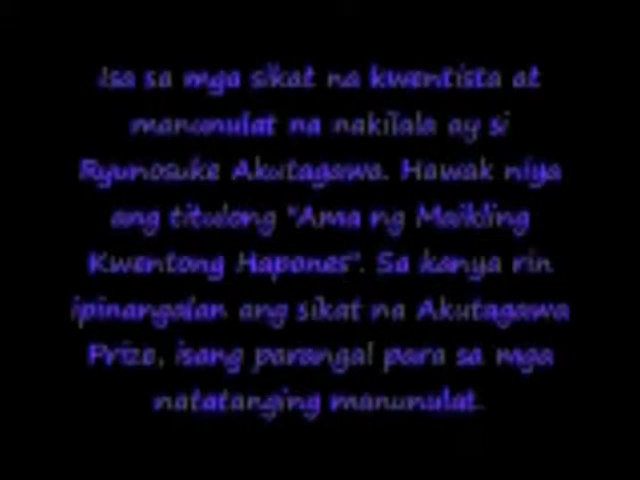 Isa sa mga sikat na kwentista at
manunulat na nakilala ay si
Ryunosuke Akutagawa. Hawak niya
ang titulong "Ama ng Maikling
Kwentong Hapones". Sa kanya rin
ipinangalan ang sikat na Akutagawa
Prize, isang parangal para sa mga
natatanging manunulat.